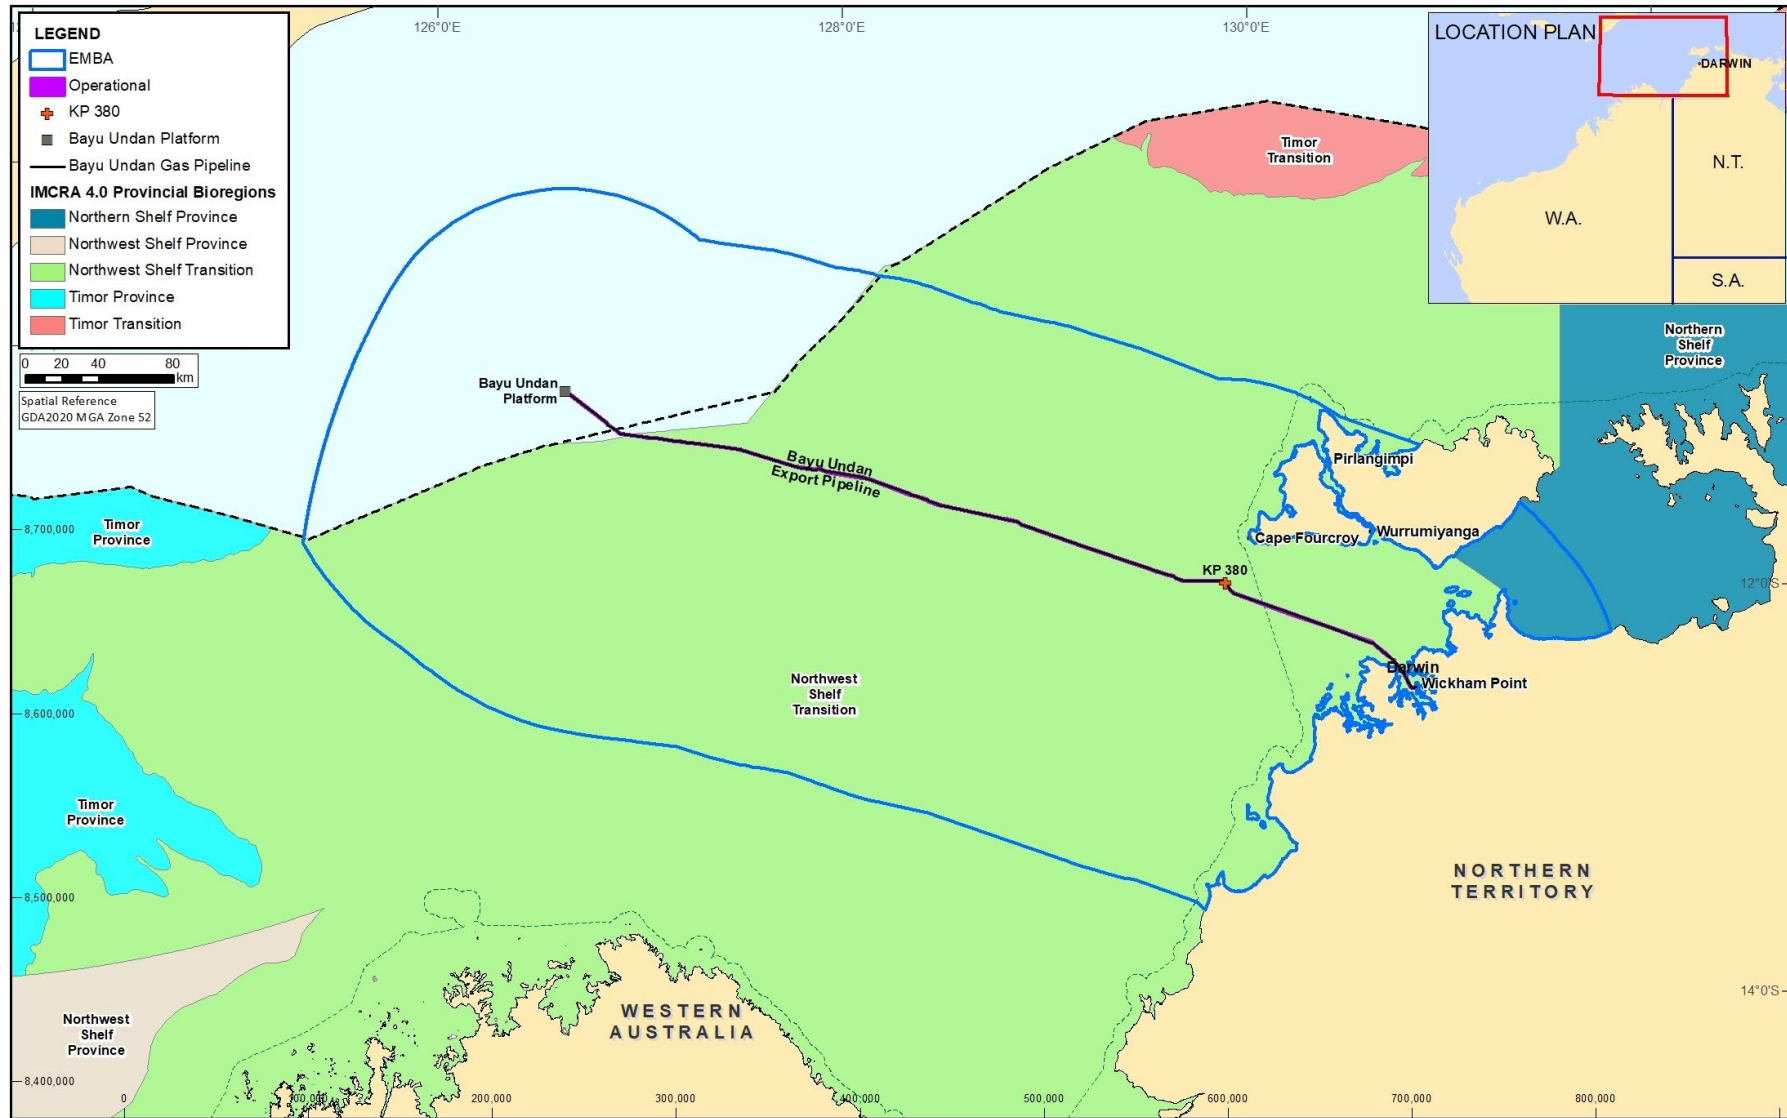 126°0'E
128°0'E
130°0'E
LEGEND
EMBA
Operational
KP 380
Bayu Undan Platform
Bayu Undan Gas Pipeline
IMCRA 4.0 Provincial Bioregions
Northern Shelf Province
Northwest Shelf Province
Northwest Shelf Transition
Timor Province
Timor Transition
0 20 40 80
km
Spatial Reference
GDA2020 MGA Zone 52
LOCATION PLAN
DARWIN
N.T.
W.A.
S.A.
Timor
Transition
Northern
Shelf
Province
Bayu Undan
Platform
Bayu Undan
Export Pipeline
Pirlangimpi
Cape Fourcroy
Wurrumiyanga
KP 380
12°0'S
Timor
Province
8,700,000
Darwin
Wickham Point
Northwest
Shelf
Transition
8,600,000
Timor
Province
NORTHERN
TERRITORY
8,500,000
14°0'S
WESTERN
AUSTRALIA
Northwest
Shelf
Province
8,400,000
0
100,000
200,000
300,000
400,000
500,000
600,000
700,000
800,000